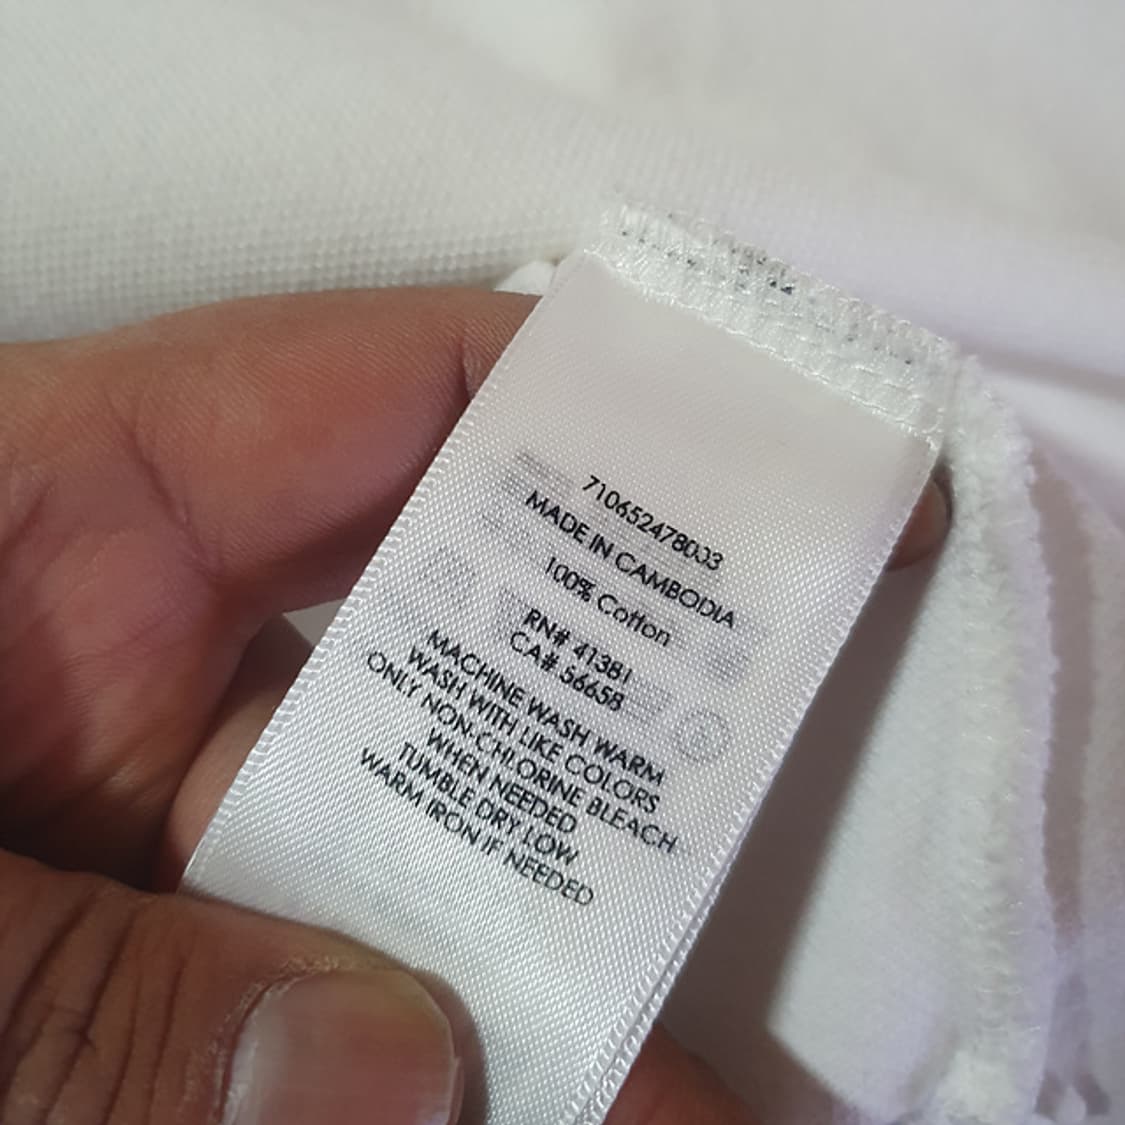 710652478003
MADE IN CAMBODIA
100% Cotton
RN# 41381
CA# 56658
MACHINE WASH WARM
WASH WITH LIKE COLORS
ONLY NON-CHLORINE BLEACH
WHEN NEEDED
TUMBLE DRY LOW
WARM IRON IF NEEDED